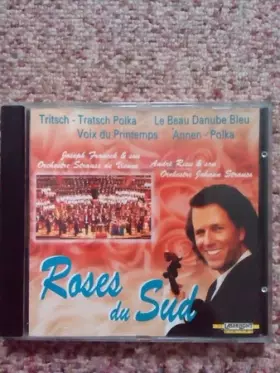 Tritsch - Tratsch Polka
Le Beau Danube Bleu
Voix du Printemps
Annen - Polka
Joseph Francek & son
Orchestre Strauss de Vienne
André Rieu & son
Orchestre Johann Strauss
Roses
du Sud
LASERLIGHT